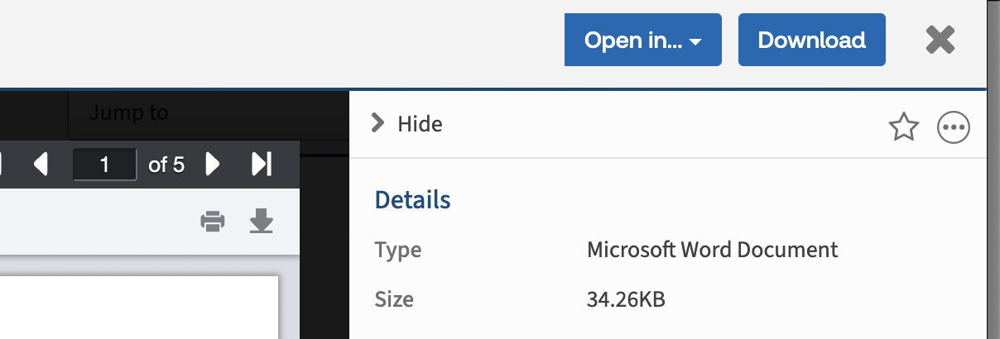 Open in...
Download
Jump to
Hide
1 of 5
Details
Type Microsoft Word Document
Size 34.26KB